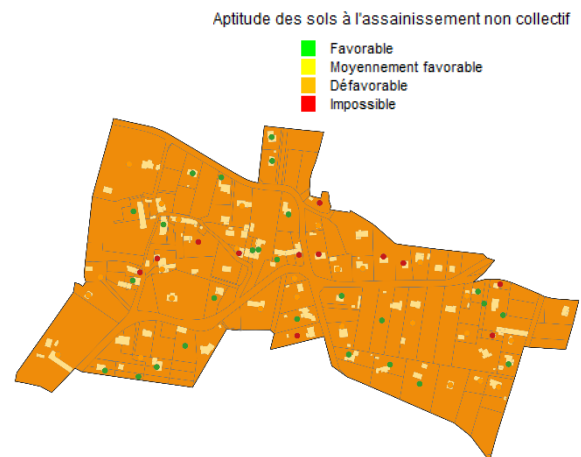 Aptitude des sols à l'assainissement non collectif
Favorable
Moyennement favorable
Défavorable
Impossible